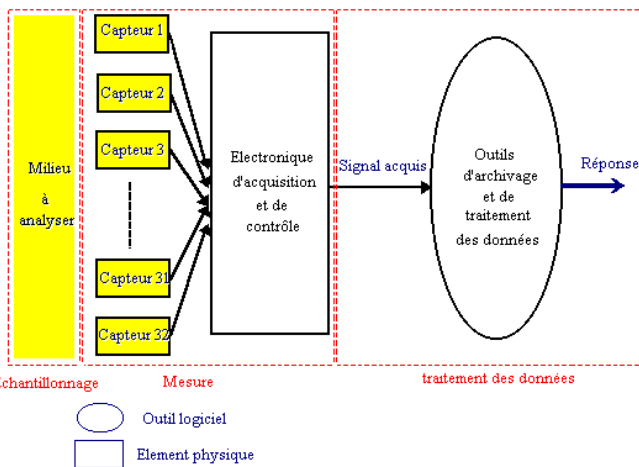 Capteur 1
Capteur 2
Capteur 3
Capteur 31
Capteur 32
Milieu
à
analyser
Electronique
d'acquisition
et de
contrôle
Signal acquis
Outils
d'archivage
et de
traitement
des données
Réponse
chantillonnage
Mesure
traitement des données
Outil logiciel
Element physique